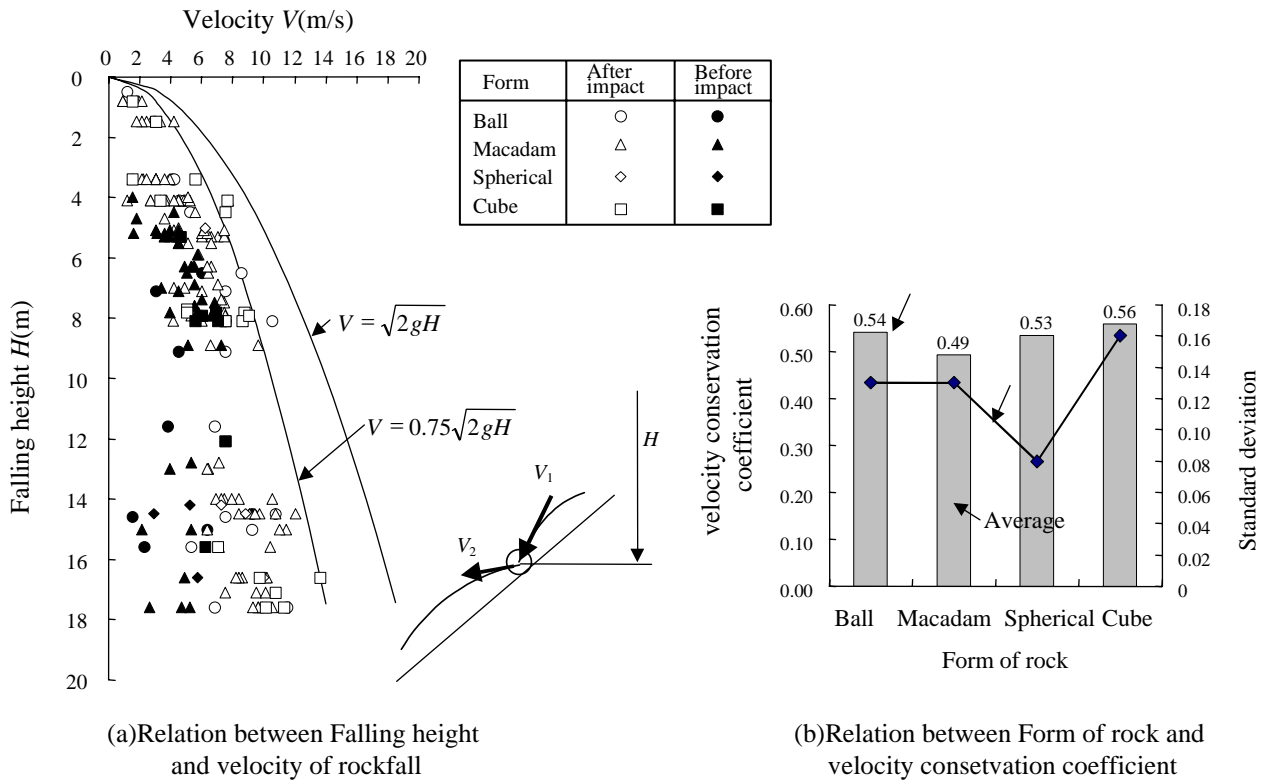 Velocity V(m/s)
0 2 4 6 8 10 12 14 16 18 20
0
2
4
6
8
10
12
14
16
18
20
Falling height H(m)
Form After impact Before impact
Ball
Macadam
Spherical
Cube
V = √2gH
V = 0.75√2gH
V1
V2
H
(a)Relation between Falling height
and velocity of rockfall
velocity conservation
coefficient
0.60
0.50
0.40
0.30
0.20
0.10
0.00
0.54
0.49
0.53
0.56
Average
0.18
0.16
0.14
0.12
0.10
0.08
0.06
0.04
0.02
0
Standard deviation
Ball Macadam Spherical Cube
Form of rock
(b)Relation between Form of rock and
velocity consetvation coefficient